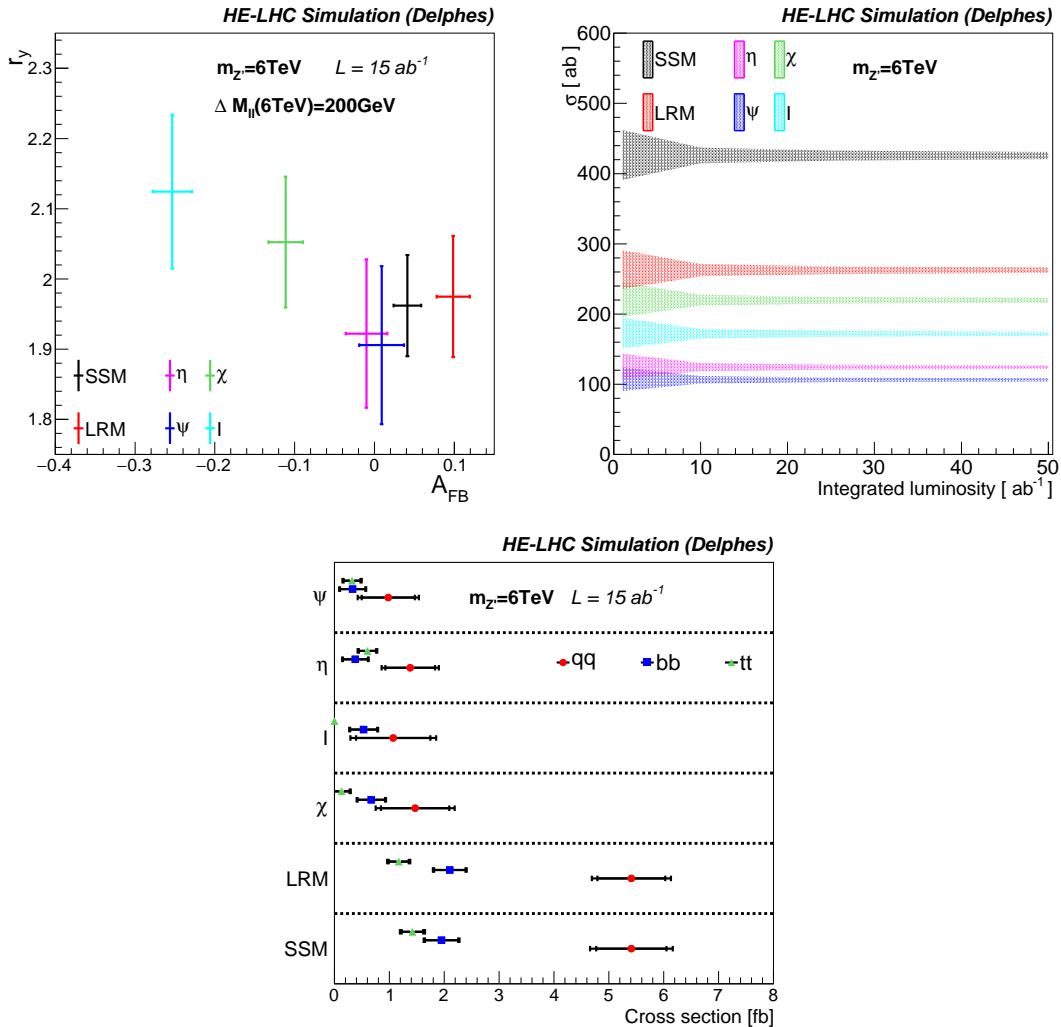 HE-LHC Simulation (Delphes)
r_y
2.3
2.2
2.1
2
1.9
1.8
m_Z'=6TeV L = 15 ab⁻¹
Δ M_ll(6TeV)=200GeV
SSM η χ
LRM ψ I
−0.4 −0.3 −0.2 −0.1 0 0.1
A_FB
HE-LHC Simulation (Delphes)
σ [ ab]
600
500
400
300
200
100
0
SSM η χ
m_Z'=6TeV
LRM ψ I
0 10 20 30 40 50
Integrated luminosity [ ab⁻¹]
HE-LHC Simulation (Delphes)
m_Z'=6TeV L = 15 ab⁻¹
qq bb tt
ψ
η
I
χ
LRM
SSM
0 1 2 3 4 5 6 7 8
Cross section [fb]